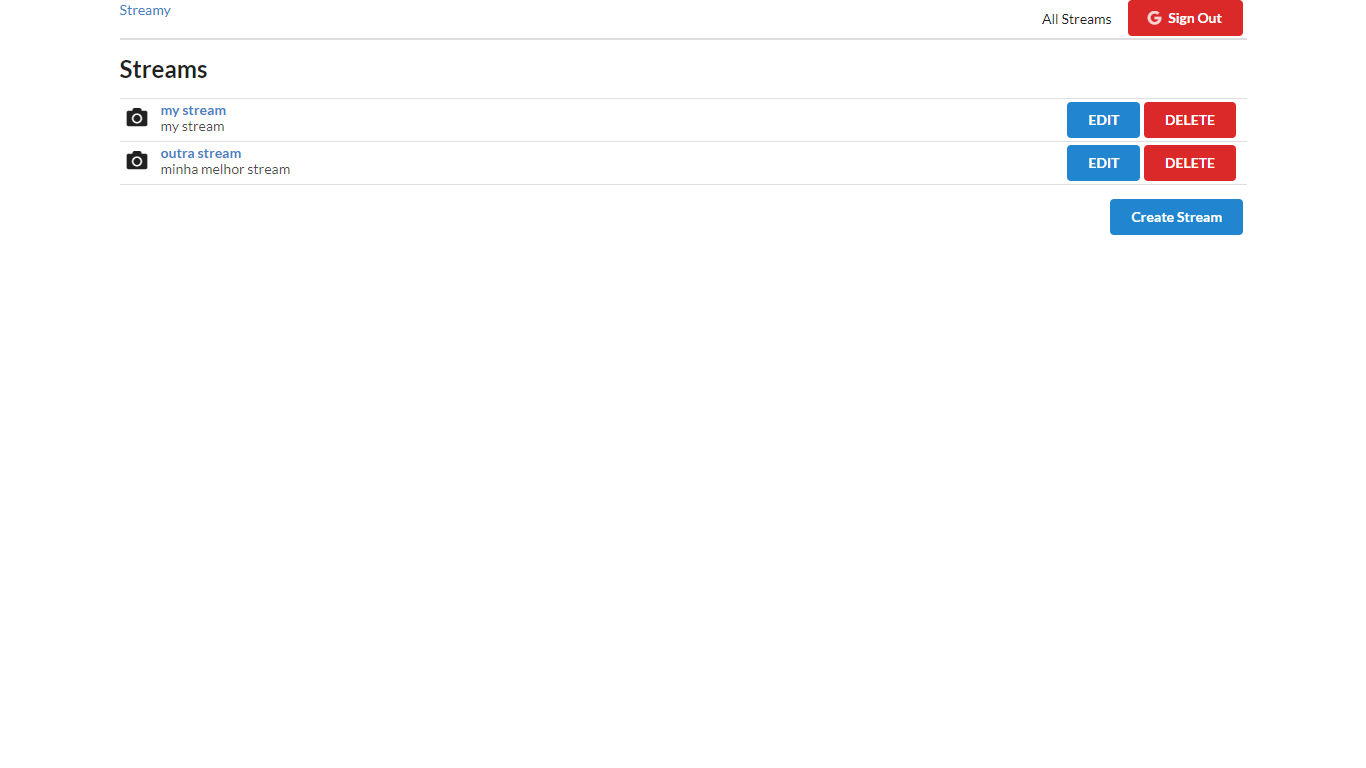 Streamy
All Streams
Sign Out
Streams
my stream
my stream
EDIT
DELETE
outra stream
minha melhor stream
EDIT
DELETE
Create Stream